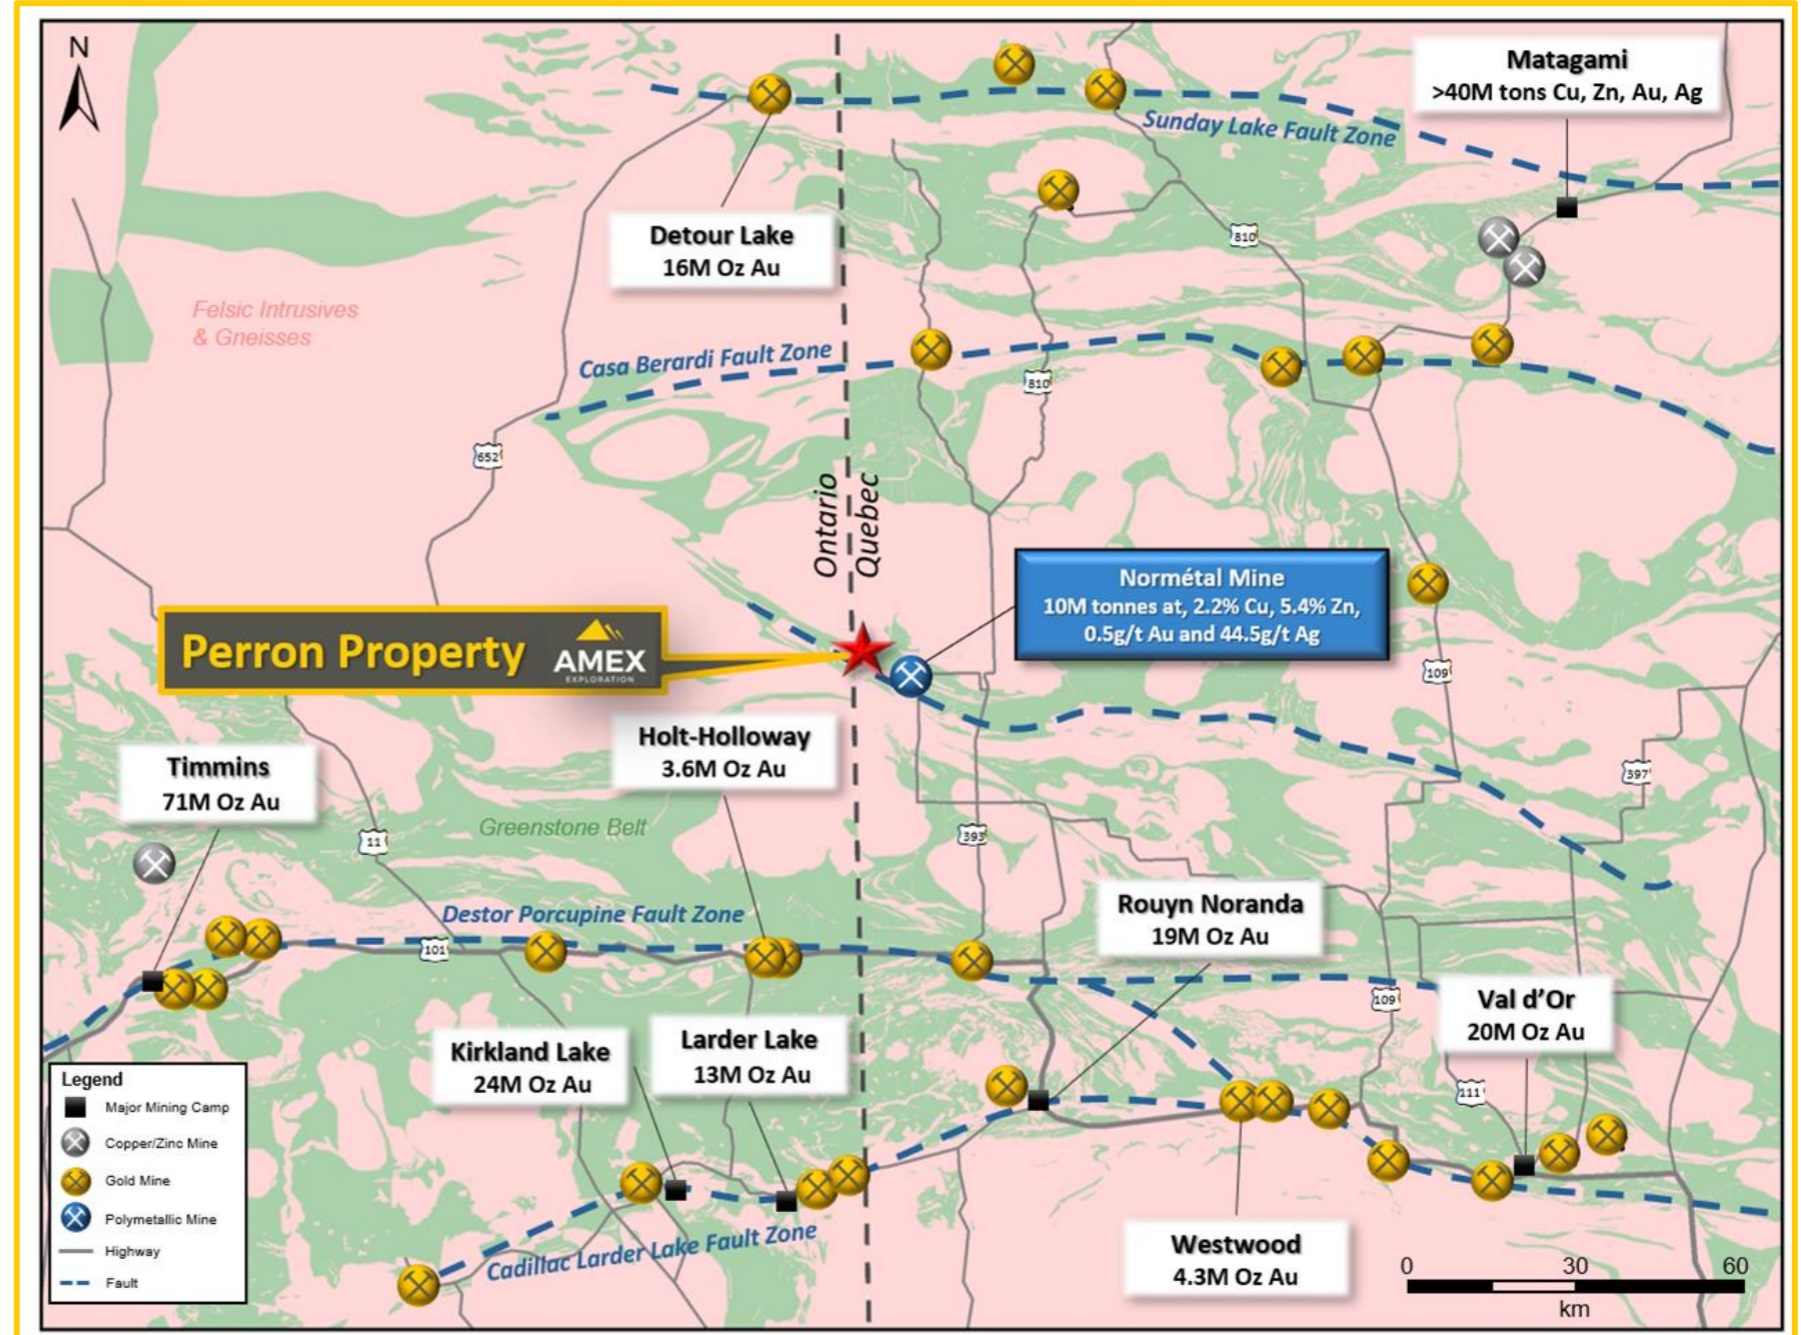 N
Matagami
>40M tons Cu, Zn, Au, Ag
Sunday Lake Fault Zone
Detour Lake
16M Oz Au
810
Felsic Intrusives
& Gneisses
Casa Berardi Fault Zone
810
652
Ontario
Quebec
Normétal Mine
10M tonnes at, 2.2% Cu, 5.4% Zn,
0.5g/t Au and 44.5g/t Ag
Perron Property
AMEX
EXPLORATION
109
Holt-Holloway
3.6M Oz Au
Timmins
71M Oz Au
397
Greenstone Belt
11
393
Rouyn Noranda
19M Oz Au
Destor Porcupine Fault Zone
101
109
Val d’Or
20M Oz Au
Kirkland Lake
24M Oz Au
Larder Lake
13M Oz Au
111
Cadillac Larder Lake Fault Zone
Westwood
4.3M Oz Au
Legend
Major Mining Camp
Copper/Zinc Mine
Gold Mine
Polymetallic Mine
Highway
Fault
0 30 60
km